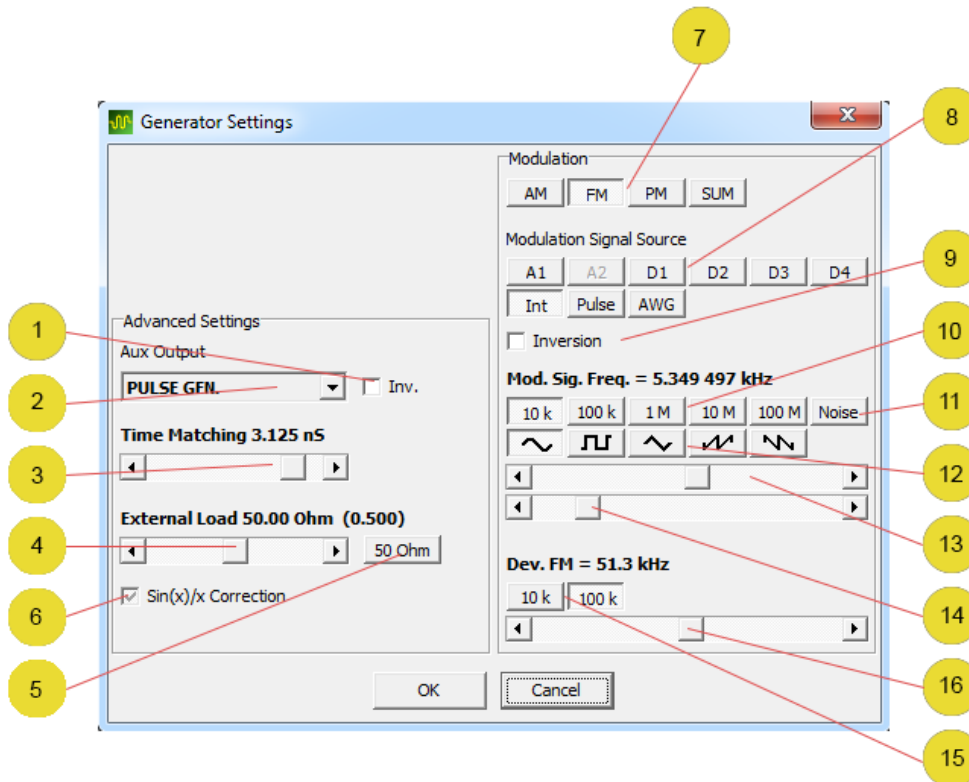 7
Generator Settings
8
Modulation
AM FM PM SUM
Modulation Signal Source
A1 A2 D1 D2 D3 D4
Int Pulse AWG
9
Inversion
10
Mod. Sig. Freq. = 5.349 497 kHz
10 k 100 k 1 M 10 M 100 M Noise
11
12
13
Dev. FM = 51.3 kHz
14
10 k 100 k
16
15
1
Advanced Settings
Aux Output
2
PULSE GEN. Inv.
Time Matching 3.125 nS
3
External Load 50.00 Ohm (0.500)
4
50 Ohm
6
Sin(x)/x Correction
5
OK Cancel